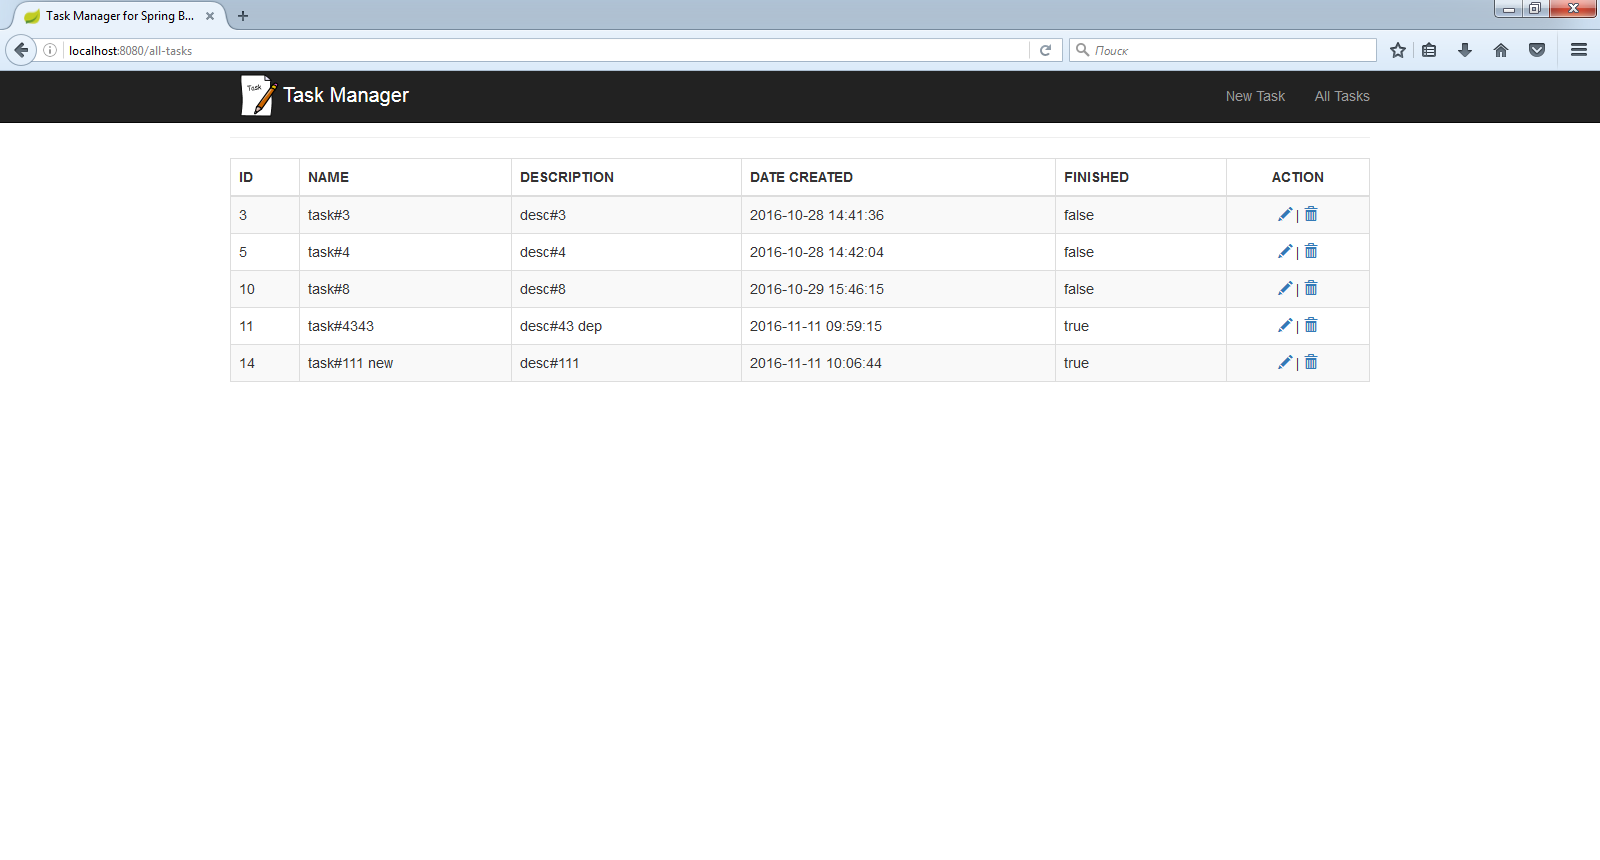 Task Manager for Spring B...
localhost:8080/all-tasks
Поиск
Task
Task Manager
New Task
All Tasks
ID NAME DESCRIPTION DATE CREATED FINISHED ACTION
3 task#3 desc#3 2016-10-28 14:41:36 false |
5 task#4 desc#4 2016-10-28 14:42:04 false |
10 task#8 desc#8 2016-10-29 15:46:15 false |
11 task#4343 desc#43 dep 2016-11-11 09:59:15 true |
14 task#111 new desc#111 2016-11-11 10:06:44 true |